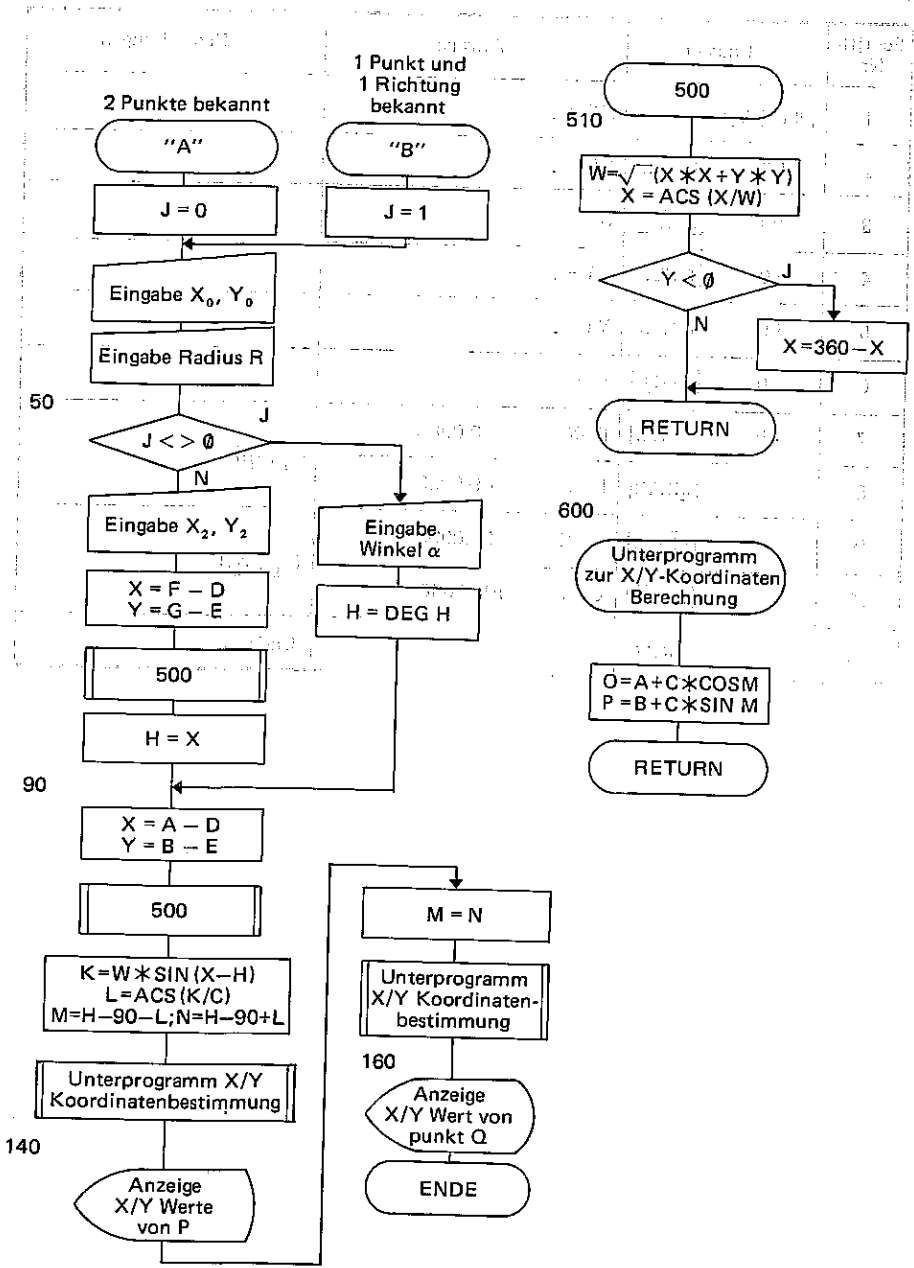 2 Punkte bekannt
"A"
J = 0
1 Punkt und
1 Richtung
bekannt
"B"
J = 1
Eingabe X₀, Y₀
Eingabe Radius R
50
J < > ∅
J
N
Eingabe X₂, Y₂
X = F − D
Y = G − E
500
H = X
Eingabe
Winkel α
H = DEG H
90
X = A − D
Y = B − E
500
K=W∗SIN (X−H)
L=ACS (K/C)
M=H−90−L; N=H−90+L
Unterprogramm X/Y
Koordinatenbestimmung
140
Anzeige
X/Y Werte
von P
M = N
Unterprogramm
X/Y Koordinaten-
bestimmung
160
Anzeige
X/Y Wert von
punkt Q
ENDE
500
510
W=√ (X∗X+Y∗Y)
X = ACS (X/W)
Y < ∅
J
N
X=360−X
RETURN
600
Unterprogramm
zur X/Y-Koordinaten
Berechnung
O=A+C∗COSM
P=B+C∗SIN M
RETURN